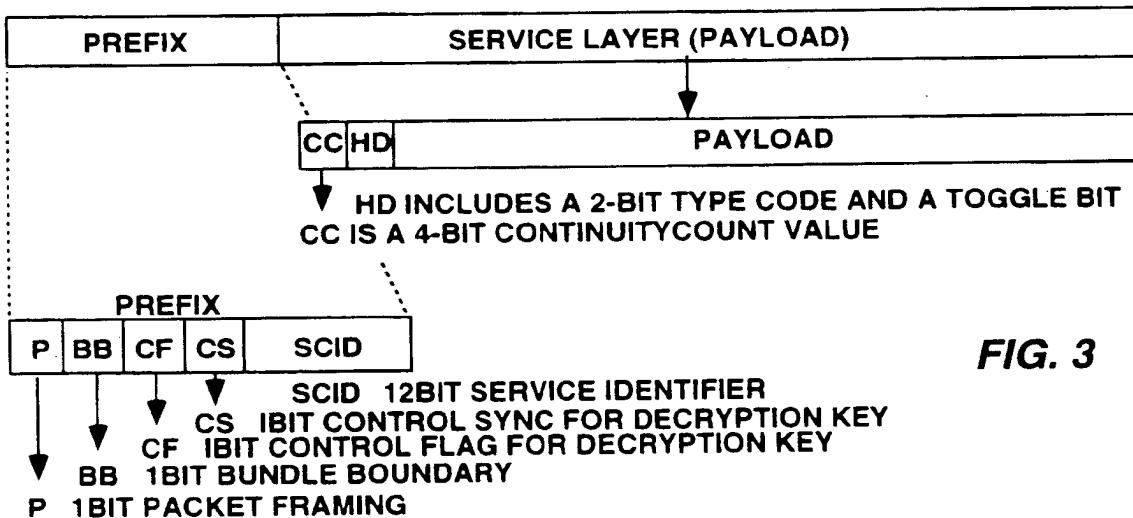 PREFIX SERVICE LAYER (PAYLOAD)
CC HD PAYLOAD
HD INCLUDES A 2-BIT TYPE CODE AND A TOGGLE BIT
CC IS A 4-BIT CONTINUITYCOUNT VALUE
PREFIX
P BB CF CS SCID
FIG. 3
SCID 12BIT SERVICE IDENTIFIER
CS IBIT CONTROL SYNC FOR DECRYPTION KEY
CF IBIT CONTROL FLAG FOR DECRYPTION KEY
BB 1BIT BUNDLE BOUNDARY
P 1BIT PACKET FRAMING